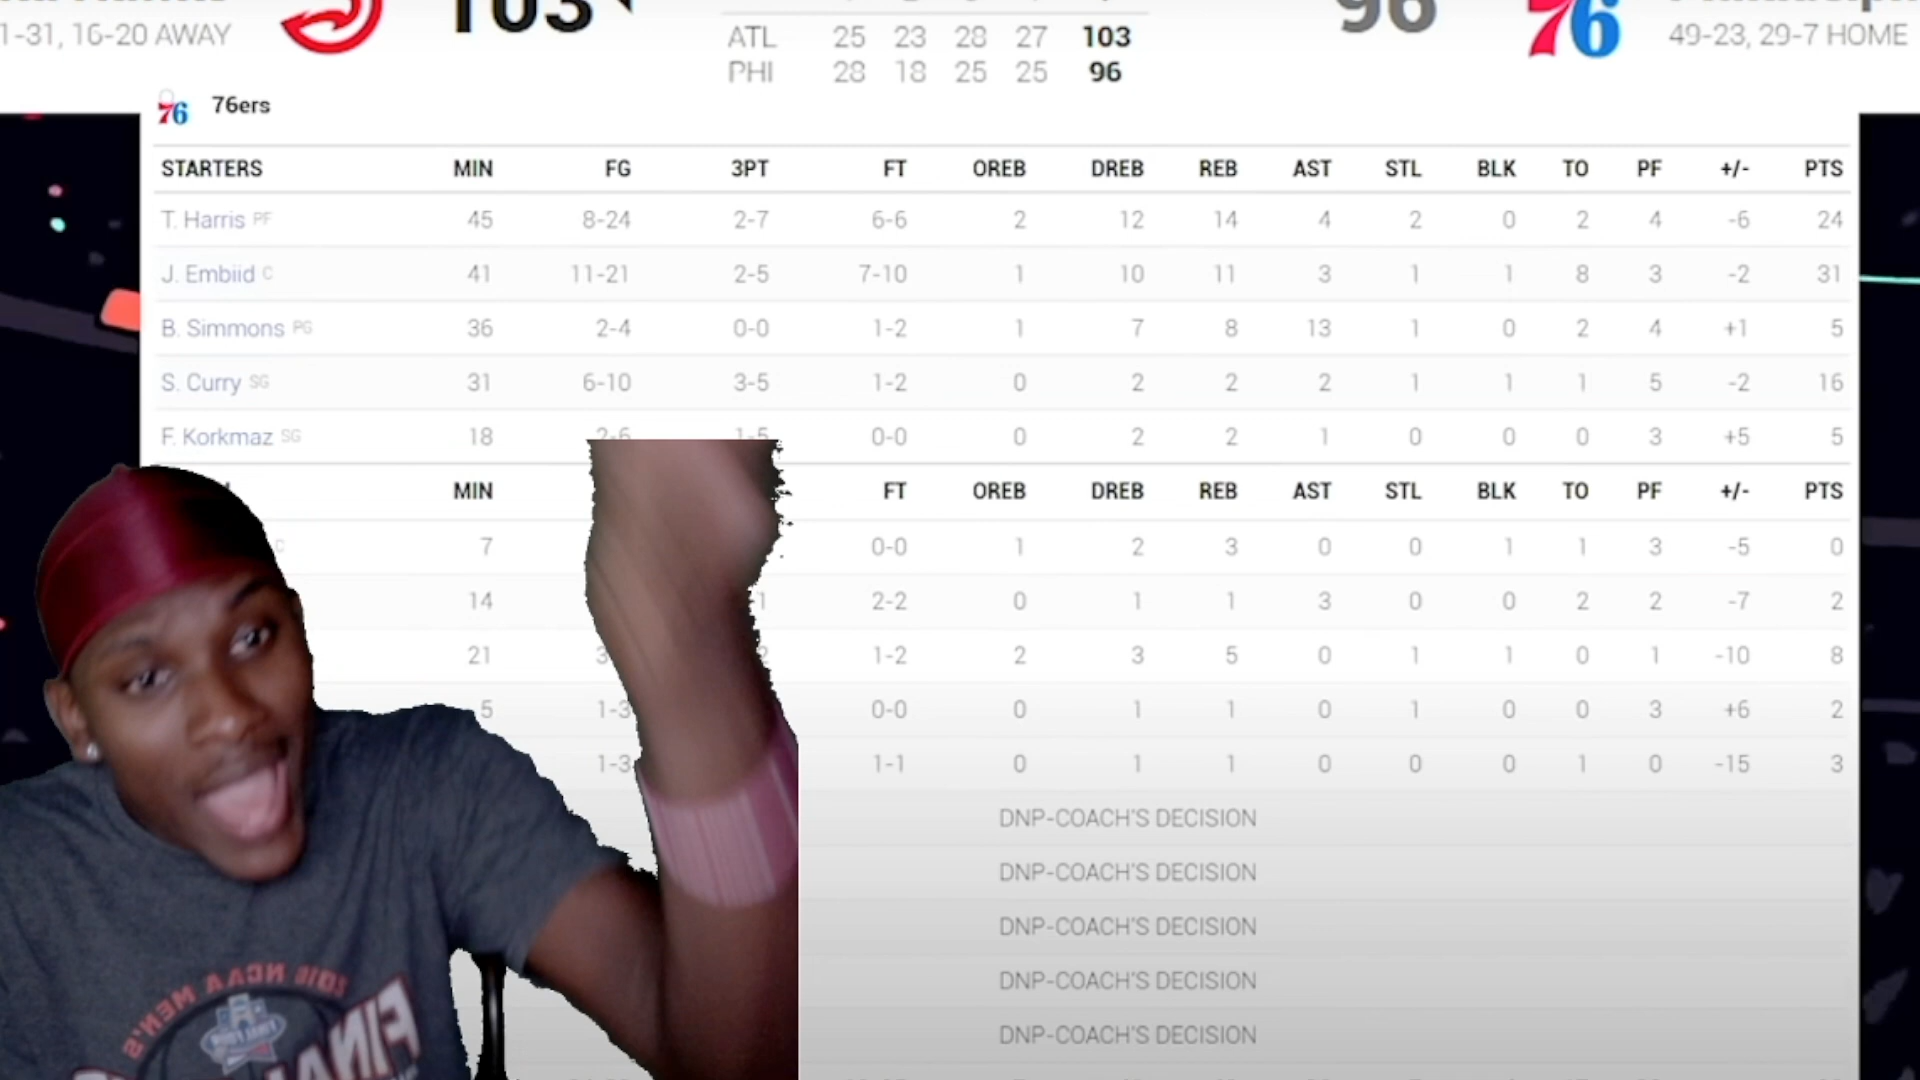 1-31, 16-20 AWAY 103 96 76 49-23, 29-7 HOME
ATL 25 23 28 27 103
PHI 28 18 25 25 96
76 76ers
STARTERS MIN FG 3PT FT OREB DREB REB AST STL BLK TO PF +/- PTS
T. Harris PF 45 8-24 2-7 6-6 2 12 14 4 2 0 2 4 -6 24
J. Embiid C 41 11-21 2-5 7-10 1 10 11 3 1 1 8 3 -2 31
B. Simmons PG 36 2-4 0-0 1-2 1 7 8 13 1 0 2 4 +1 5
S. Curry SG 31 6-10 3-5 1-2 0 2 2 2 1 1 1 5 -2 16
F. Korkmaz SG 18 2-6 1-5 0-0 0 2 2 1 0 0 0 3 +5 5
MIN FT OREB DREB REB AST STL BLK TO PF +/- PTS
C 7 0-0 1 2 3 0 0 1 1 3 -5 0
14 2-2 0 1 1 3 0 0 2 2 -7 2
21 3 1-2 2 3 5 0 1 1 0 1 -10 8
5 1-3 0-0 0 1 1 0 1 0 0 3 +6 2
1-3 1-1 0 1 1 0 0 0 1 0 -15 3
DNP-COACH'S DECISION
DNP-COACH'S DECISION
DNP-COACH'S DECISION
DNP-COACH'S DECISION
DNP-COACH'S DECISION
2016 NCAA MEN'S
FINAL